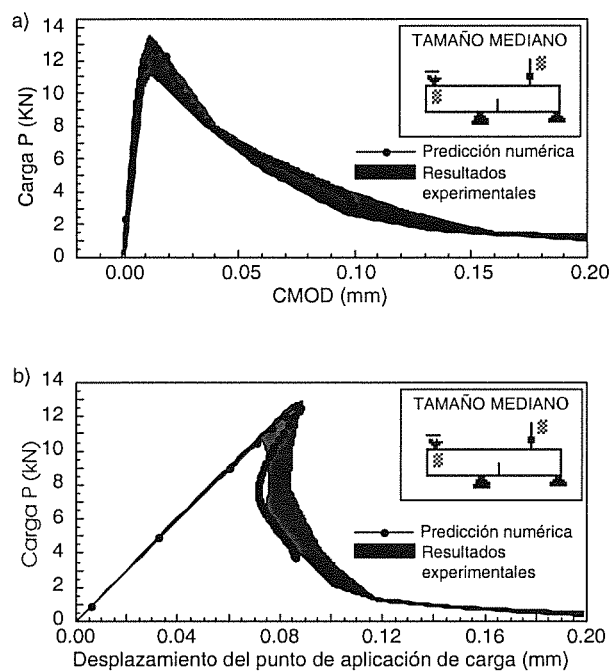 a)
14
12
10
8
6
4
2
0
Carga P (KN)
TAMAÑO MEDIANO
Predicción numérica
Resultados
experimentales
0.00 0.05 0.10 0.15 0.20
CMOD (mm)
b)
14
12
10
8
6
4
2
0
Carga P (kN)
TAMAÑO MEDIANO
Predicción numérica
Resultados
experimentales
0.00 0.04 0.08 0.12 0.16 0.20
Desplazamiento del punto de aplicación de carga (mm)